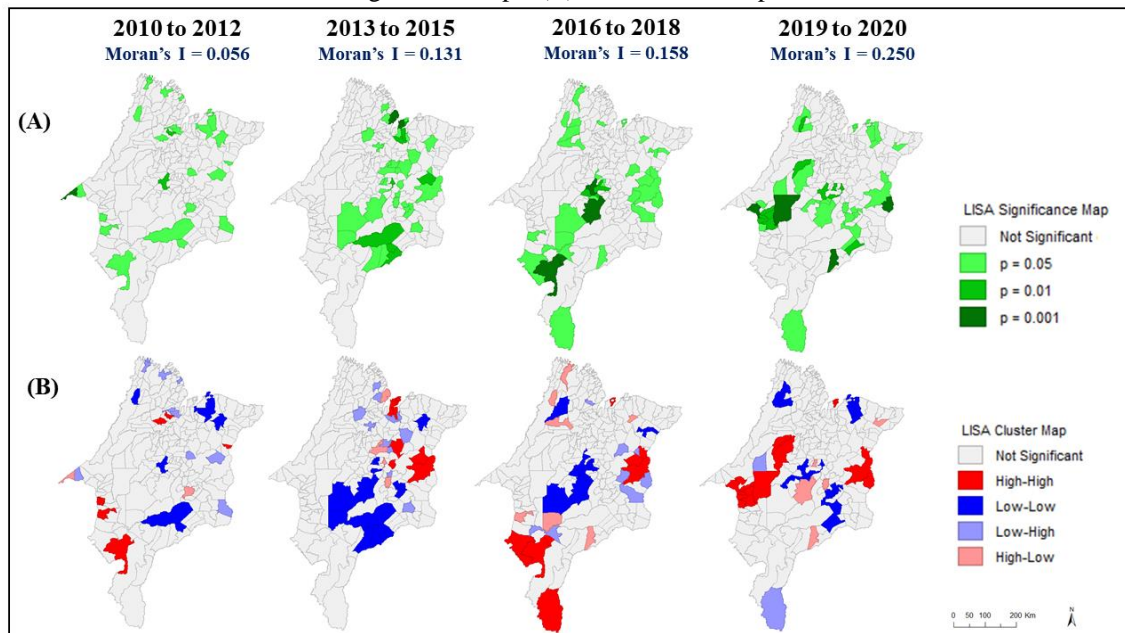 2010 to 2012
Moran's I = 0.056
2013 to 2015
Moran's I = 0.131
2016 to 2018
Moran's I = 0.158
2019 to 2020
Moran's I = 0.250
(A)
LISA Significance Map
Not Significant
p = 0.05
p = 0.01
p = 0.001
(B)
LISA Cluster Map
Not Significant
High-High
Low-Low
Low-High
High-Low
0 50 100 200 Km
N